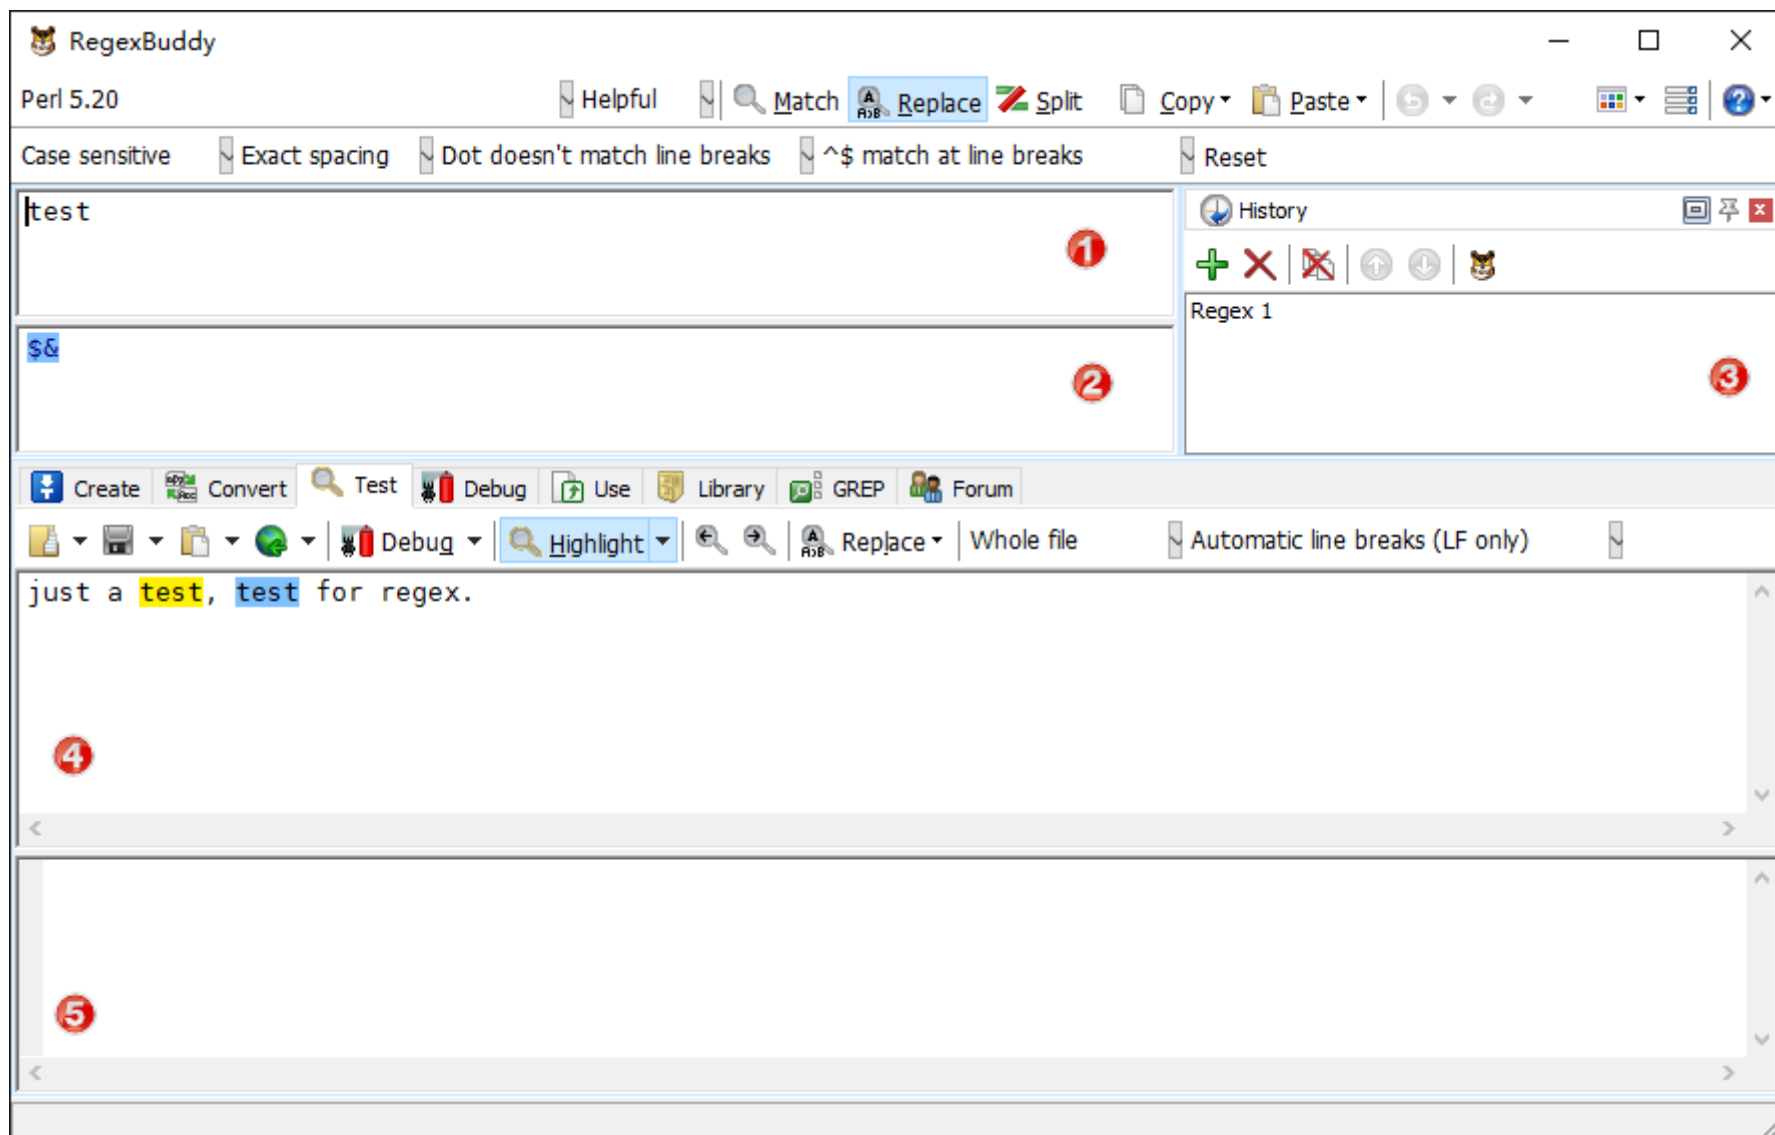 RegexBuddy
Perl 5.20 Helpful Match Replace Split Copy Paste
Case sensitive Exact spacing Dot doesn't match line breaks ^$ match at line breaks Reset
test
1
History
Regex 1
$&
2
3
Create Convert Test Debug Use Library GREP Forum
Debug Highlight Replace Whole file Automatic line breaks (LF only)
just a test, test for regex.
4
5